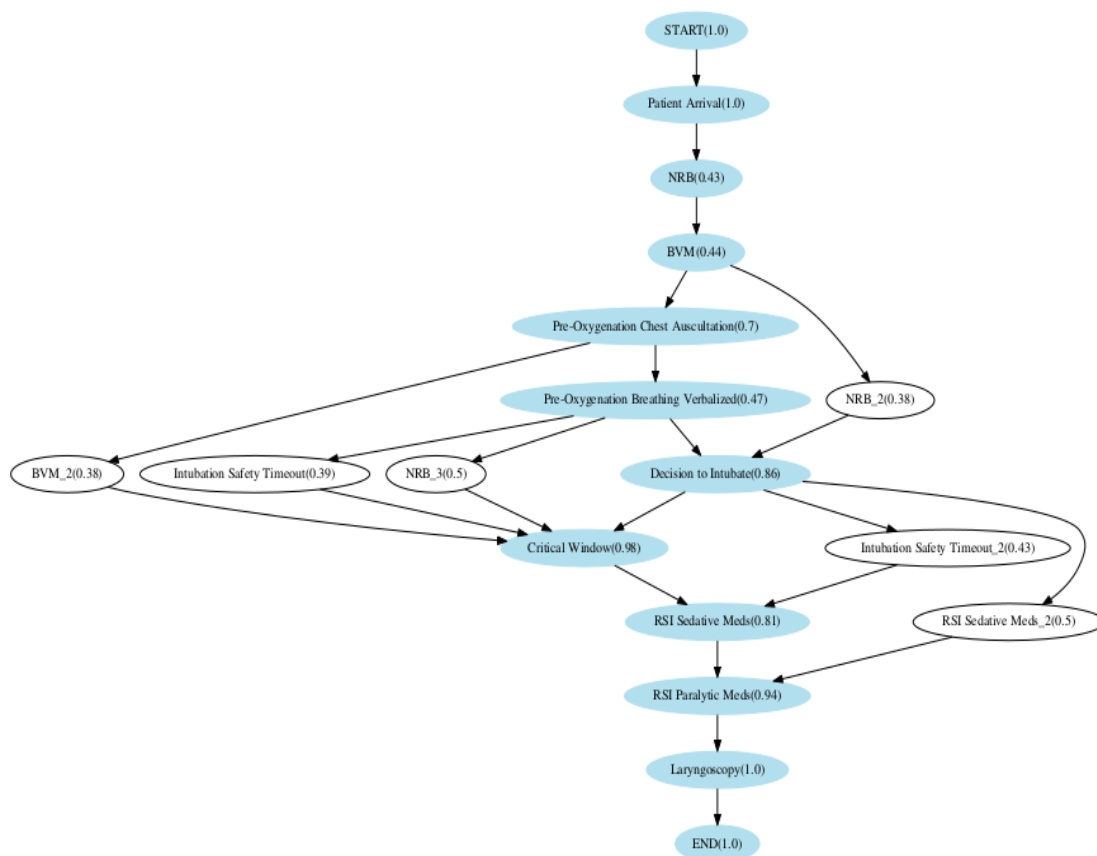 START(1.0)
Patient Arrival(1.0)
NRB(0.43)
BVM(0.44)
Pre-Oxygenation Chest Auscultation(0.7)
Pre-Oxygenation Breathing Verbalized(0.47)
NRB_2(0.38)
BVM_2(0.38)
Intubation Safety Timeout(0.39)
NRB_3(0.5)
Decision to Intubate(0.86)
Critical Window(0.98)
Intubation Safety Timeout_2(0.43)
RSI Sedative Meds(0.81)
RSI Sedative Meds_2(0.5)
RSI Paralytic Meds(0.94)
Laryngoscopy(1.0)
END(1.0)